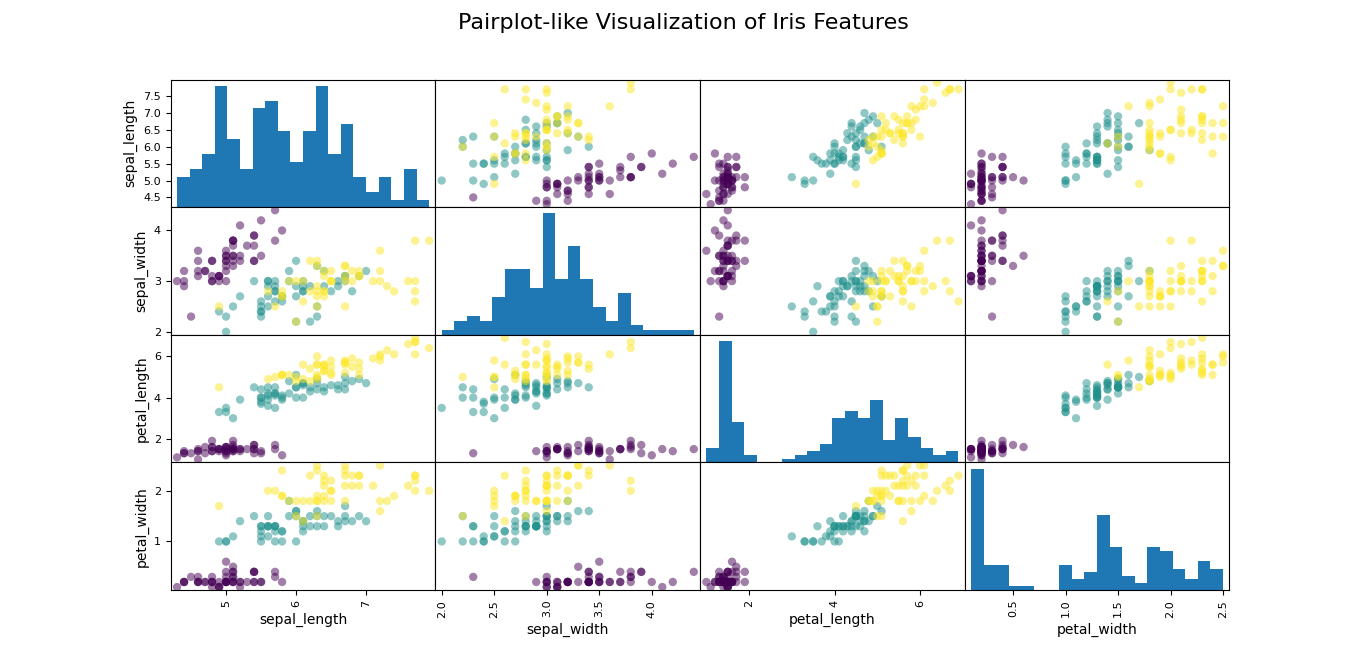 Pairplot-like Visualization of Iris Features
sepal_length
7.5
7.0
6.5
6.0
5.5
5.0
4.5
sepal_width
4
3
2
petal_length
6
4
2
petal_width
2
1
5 6 7
sepal_length
2.0 2.5 3.0 3.5 4.0
sepal_width
2 4 6
petal_length
0.5 1.0 1.5 2.0 2.5
petal_width